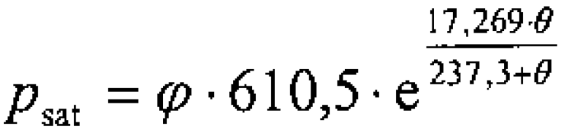 p_sat = φ · 610,5 · e^(17,269·θ / 237,3+θ)